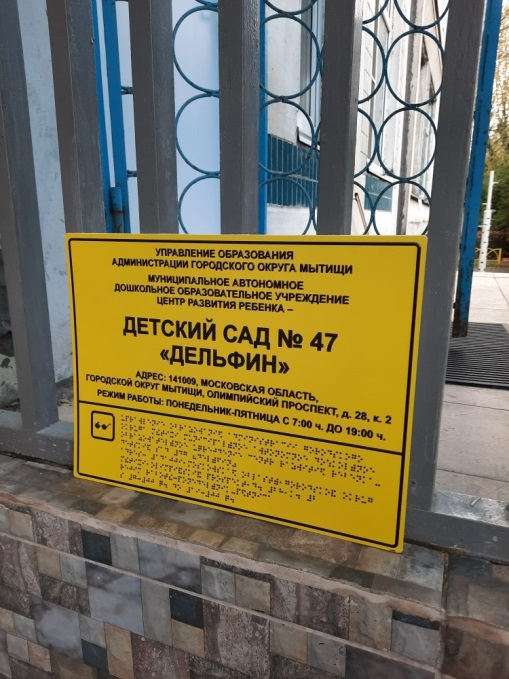 УПРАВЛЕНИЕ ОБРАЗОВАНИЯ
АДМИНИСТРАЦИИ ГОРОДСКОГО ОКРУГА МЫТИЩИ
МУНИЦИПАЛЬНОЕ АВТОНОМНОЕ
ДОШКОЛЬНОЕ ОБРАЗОВАТЕЛЬНОЕ УЧРЕЖДЕНИЕ
ЦЕНТР РАЗВИТИЯ РЕБЕНКА –
ДЕТСКИЙ САД № 47
«ДЕЛЬФИН»
АДРЕС: 141009, МОСКОВСКАЯ ОБЛАСТЬ,
ГОРОДСКОЙ ОКРУГ МЫТИЩИ, ОЛИМПИЙСКИЙ ПРОСПЕКТ, д. 28, к. 2
РЕЖИМ РАБОТЫ: ПОНЕДЕЛЬНИК-ПЯТНИЦА С 7:00 ч. ДО 19:00 ч.